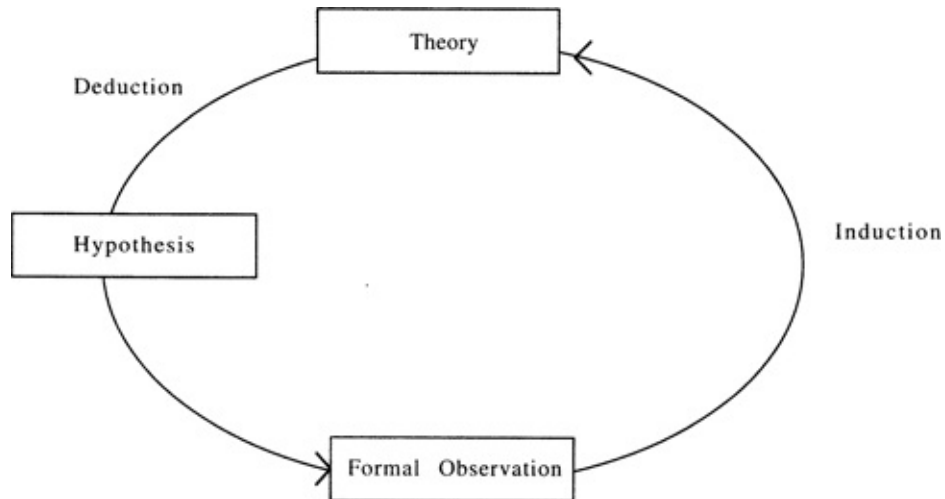 Theory
Deduction
Hypothesis
Induction
Formal Observation